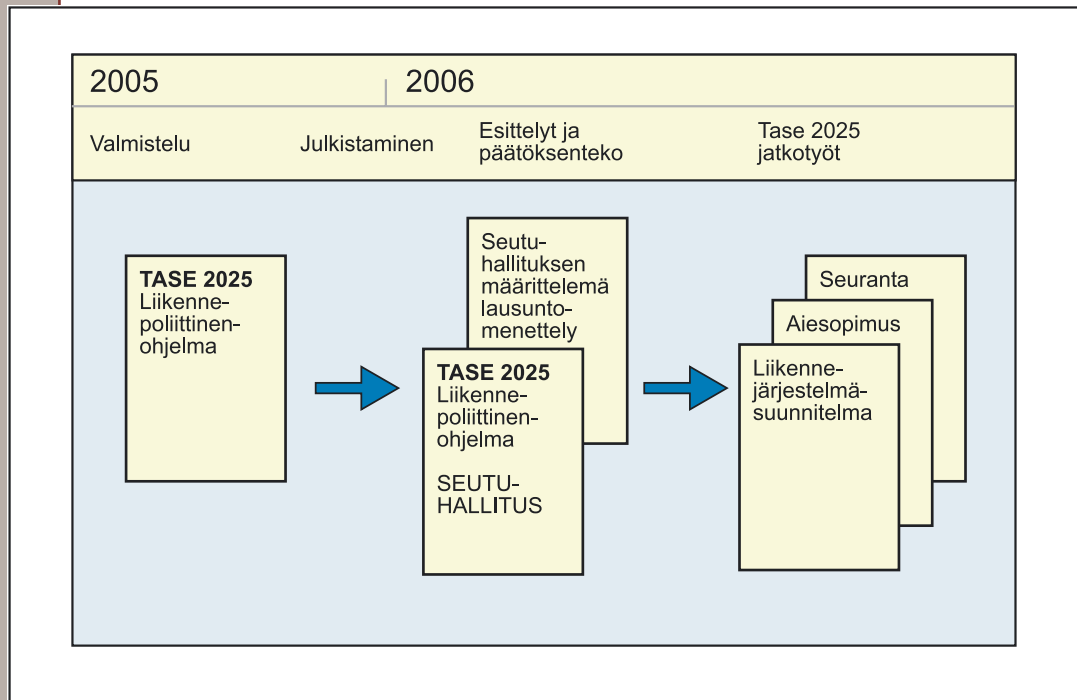 2005
2006
Valmistelu
Julkistaminen
Esittelyt ja
päätöksenteko
Tase 2025
jatkotyöt
TASE 2025
Liikenne-
poliittinen-
ohjelma
Seutu-
hallituksen
määrittelemä
lausunto-
menettely
TASE 2025
Liikenne-
poliittinen-
ohjelma
SEUTU-
HALLITUS
Seuranta
Aiesopimus
Liikenne-
järjestelmä-
suunnitelma